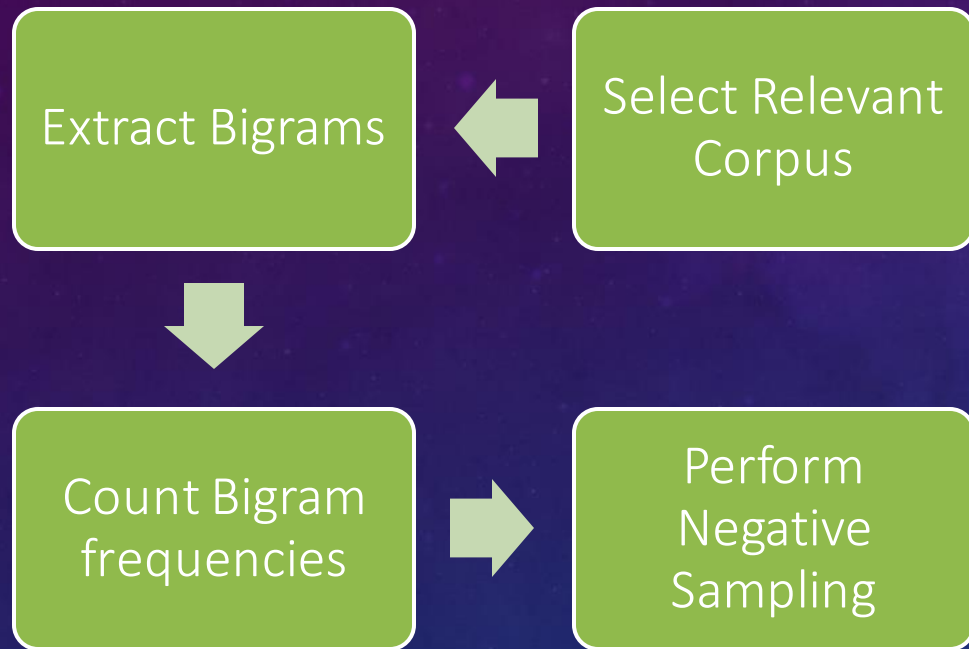 Extract Bigrams
Select Relevant
Corpus
Count Bigram
frequencies
Perform
Negative
Sampling